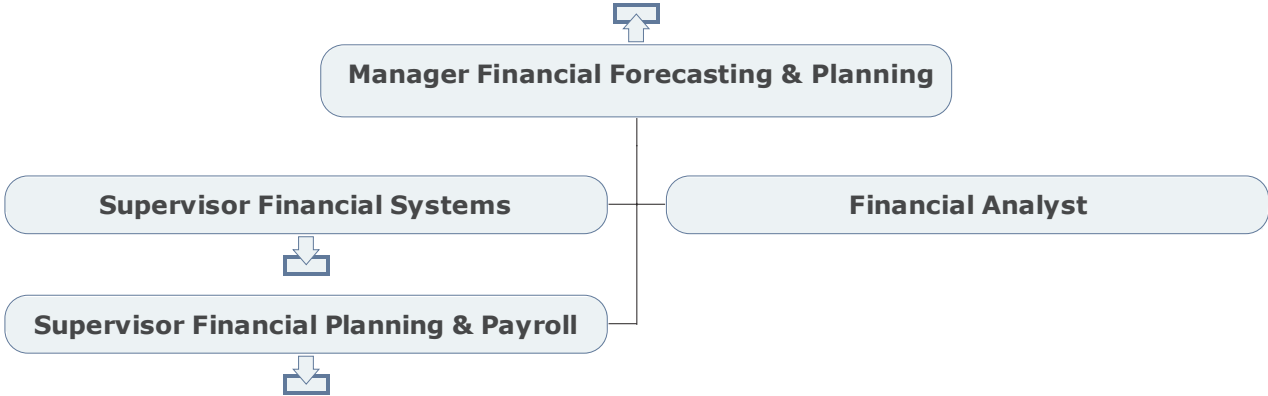 Manager Financial Forecasting & Planning
Supervisor Financial Systems
Financial Analyst
Supervisor Financial Planning & Payroll